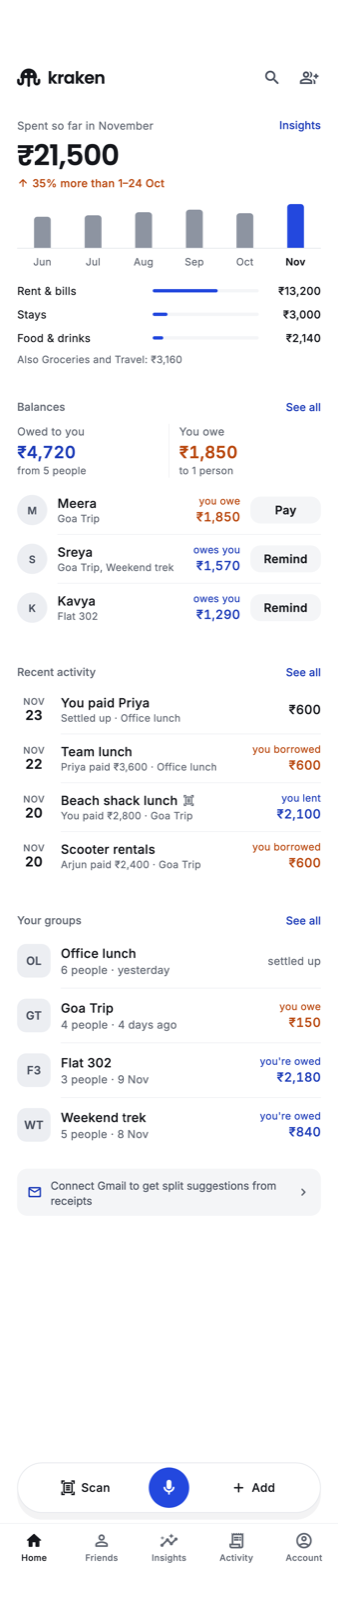 kraken
Spent so far in November
Insights
₹21,500
↑ 35% more than 1–24 Oct
Jun Jul Aug Sep Oct Nov
Rent & bills ₹13,200
Stays ₹3,000
Food & drinks ₹2,140
Also Groceries and Travel: ₹3,160
Balances See all
Owed to you
₹4,720
from 5 people
You owe
₹1,850
to 1 person
M
Meera
Goa Trip
you owe
₹1,850
Pay
S
Sreya
Goa Trip, Weekend trek
owes you
₹1,570
Remind
K
Kavya
Flat 302
owes you
₹1,290
Remind
Recent activity See all
NOV
23
You paid Priya
Settled up · Office lunch
₹600
NOV
22
Team lunch
Priya paid ₹3,600 · Office lunch
you borrowed
₹600
NOV
20
Beach shack lunch
You paid ₹2,800 · Goa Trip
you lent
₹2,100
NOV
20
Scooter rentals
Arjun paid ₹2,400 · Goa Trip
you borrowed
₹600
Your groups See all
OL
Office lunch
6 people · yesterday
settled up
GT
Goa Trip
4 people · 4 days ago
you owe
₹150
F3
Flat 302
3 people · 9 Nov
you're owed
₹2,180
WT
Weekend trek
5 people · 8 Nov
you're owed
₹840
Connect Gmail to get split suggestions from
receipts
Scan
+ Add
Home Friends Insights Activity Account